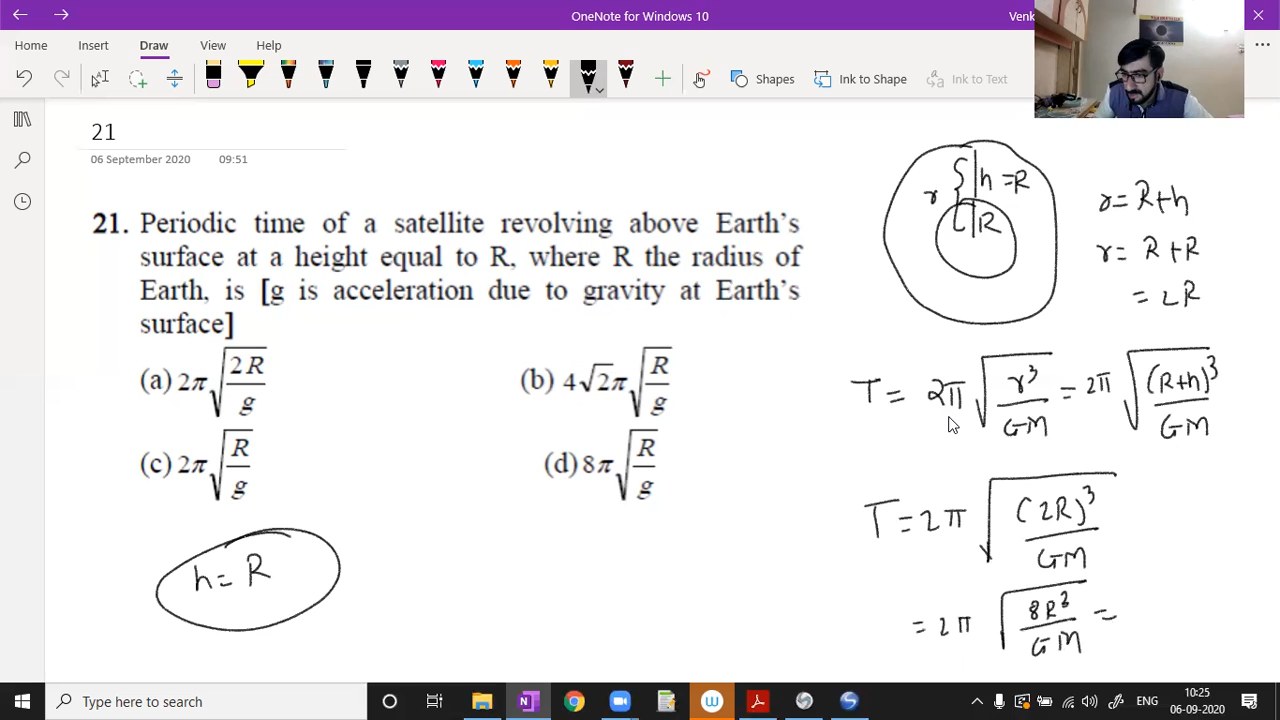 OneNote for Windows 10
Venk
Home Insert Draw View Help
Shapes Ink to Shape Ink to Text
21
06 September 2020 09:51
21. Periodic time of a satellite revolving above Earth's
surface at a height equal to R, where R the radius of
Earth, is [g is acceleration due to gravity at Earth's
surface]
(a) 2π√(2R/g) (b) 4√2π√(R/g)
(c) 2π√(R/g) (d) 8π√(R/g)
h = R
r h = R
R
r = R+h
r = R+R
= 2R
T = 2π√(r³/GM) = 2π√((R+h)³/GM)
T = 2π√((2R)³/GM)
= 2π√(8R³/GM) =
Type here to search
ENG
10:25
06-09-2020